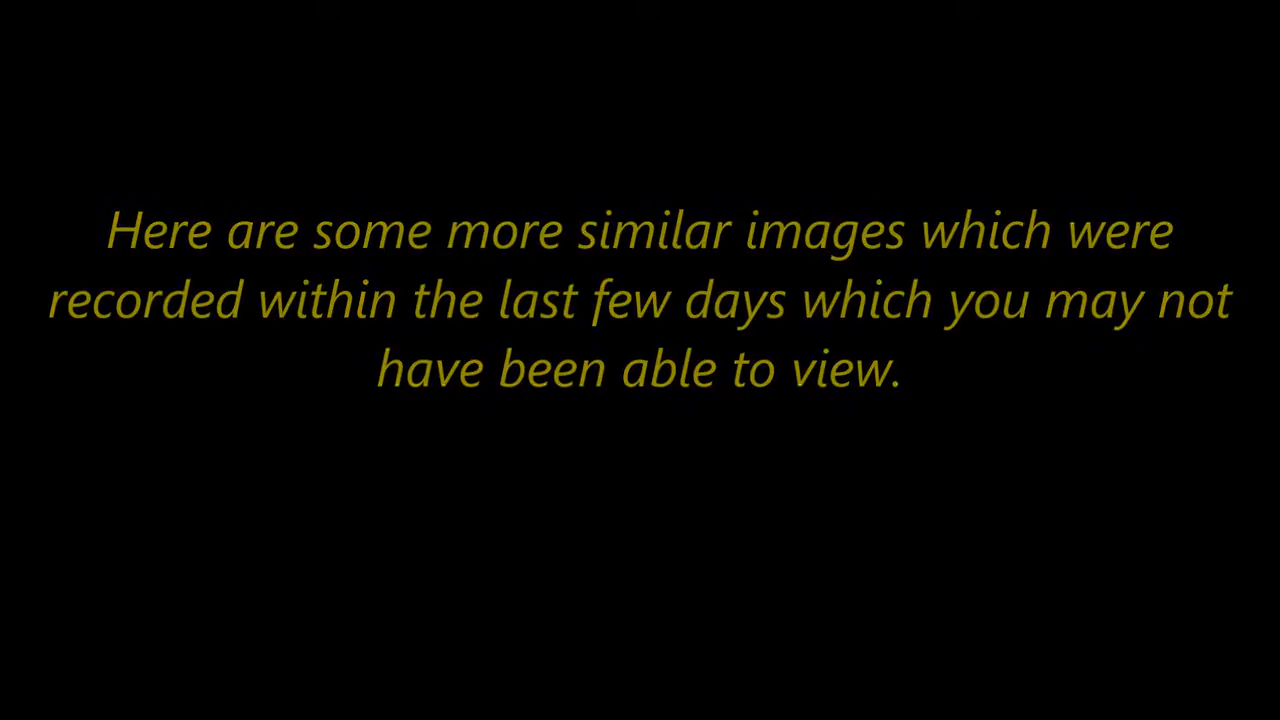 Here are some more similar images which were
recorded within the last few days which you may not
have been able to view.